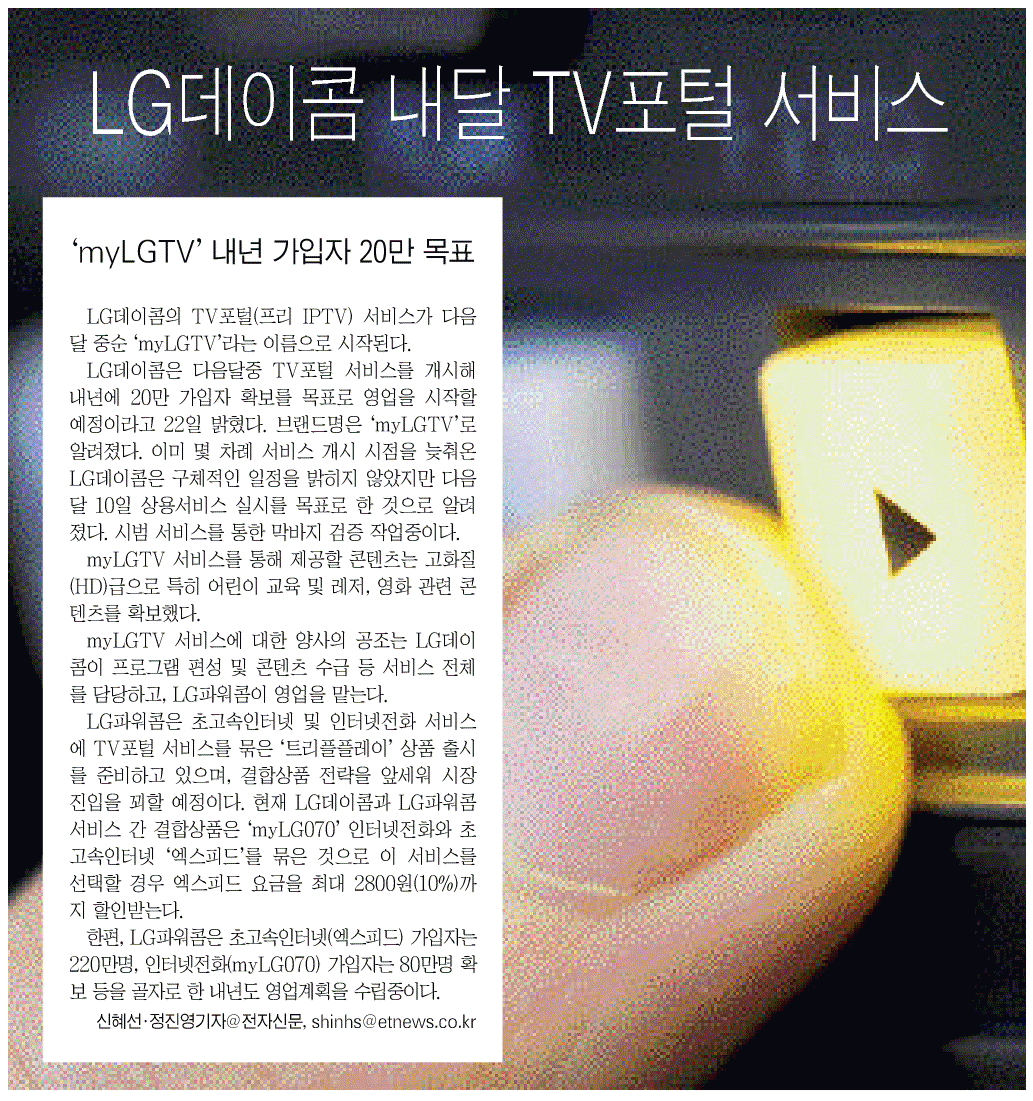 LG데이콤 내달 TV포털 서비스
‘myLGTV’ 내년 가입자 20만 목표
LG데이콤의 TV포털(프리 IPTV) 서비스가 다음
달 중순 ‘myLGTV’라는 이름으로 시작된다.
LG데이콤은 다음달중 TV포털 서비스를 개시해
내년에 20만 가입자 확보를 목표로 영업을 시작할
예정이라고 22일 밝혔다. 브랜드명은 ‘myLGTV’로
알려졌다. 이미 몇 차례 서비스 개시 시점을 늦춰온
LG데이콤은 구체적인 일정을 밝히지 않았지만 다음
달 10일 상용서비스 실시를 목표로 한 것으로 알려
졌다. 시범 서비스를 통한 막바지 검증 작업중이다.
myLGTV 서비스를 통해 제공할 콘텐츠는 고화질
(HD)급으로 특히 어린이 교육 및 레저, 영화 관련 콘
텐츠를 확보했다.
myLGTV 서비스에 대한 양사의 공조는 LG데이
콤이 프로그램 편성 및 콘텐츠 수급 등 서비스 전체
를 담당하고, LG파워콤이 영업을 맡는다.
LG파워콤은 초고속인터넷 및 인터넷전화 서비스
에 TV포털 서비스를 묶은 ‘트리플플레이’ 상품 출시
를 준비하고 있으며, 결합상품 전략을 앞세워 시장
진입을 꾀할 예정이다. 현재 LG데이콤과 LG파워콤
서비스 간 결합상품은 ‘myLG070’ 인터넷전화와 초
고속인터넷 ‘엑스피드’를 묶은 것으로 이 서비스를
선택할 경우 엑스피드 요금을 최대 2800원(10%)까
지 할인받는다.
한편, LG파워콤은 초고속인터넷(엑스피드) 가입자는
220만명, 인터넷전화(myLG070) 가입자는 80만명 확
보 등을 골자로 한 내년도 영업계획을 수립중이다.
신혜선·정진영기자@전자신문, shinhs@etnews.co.kr